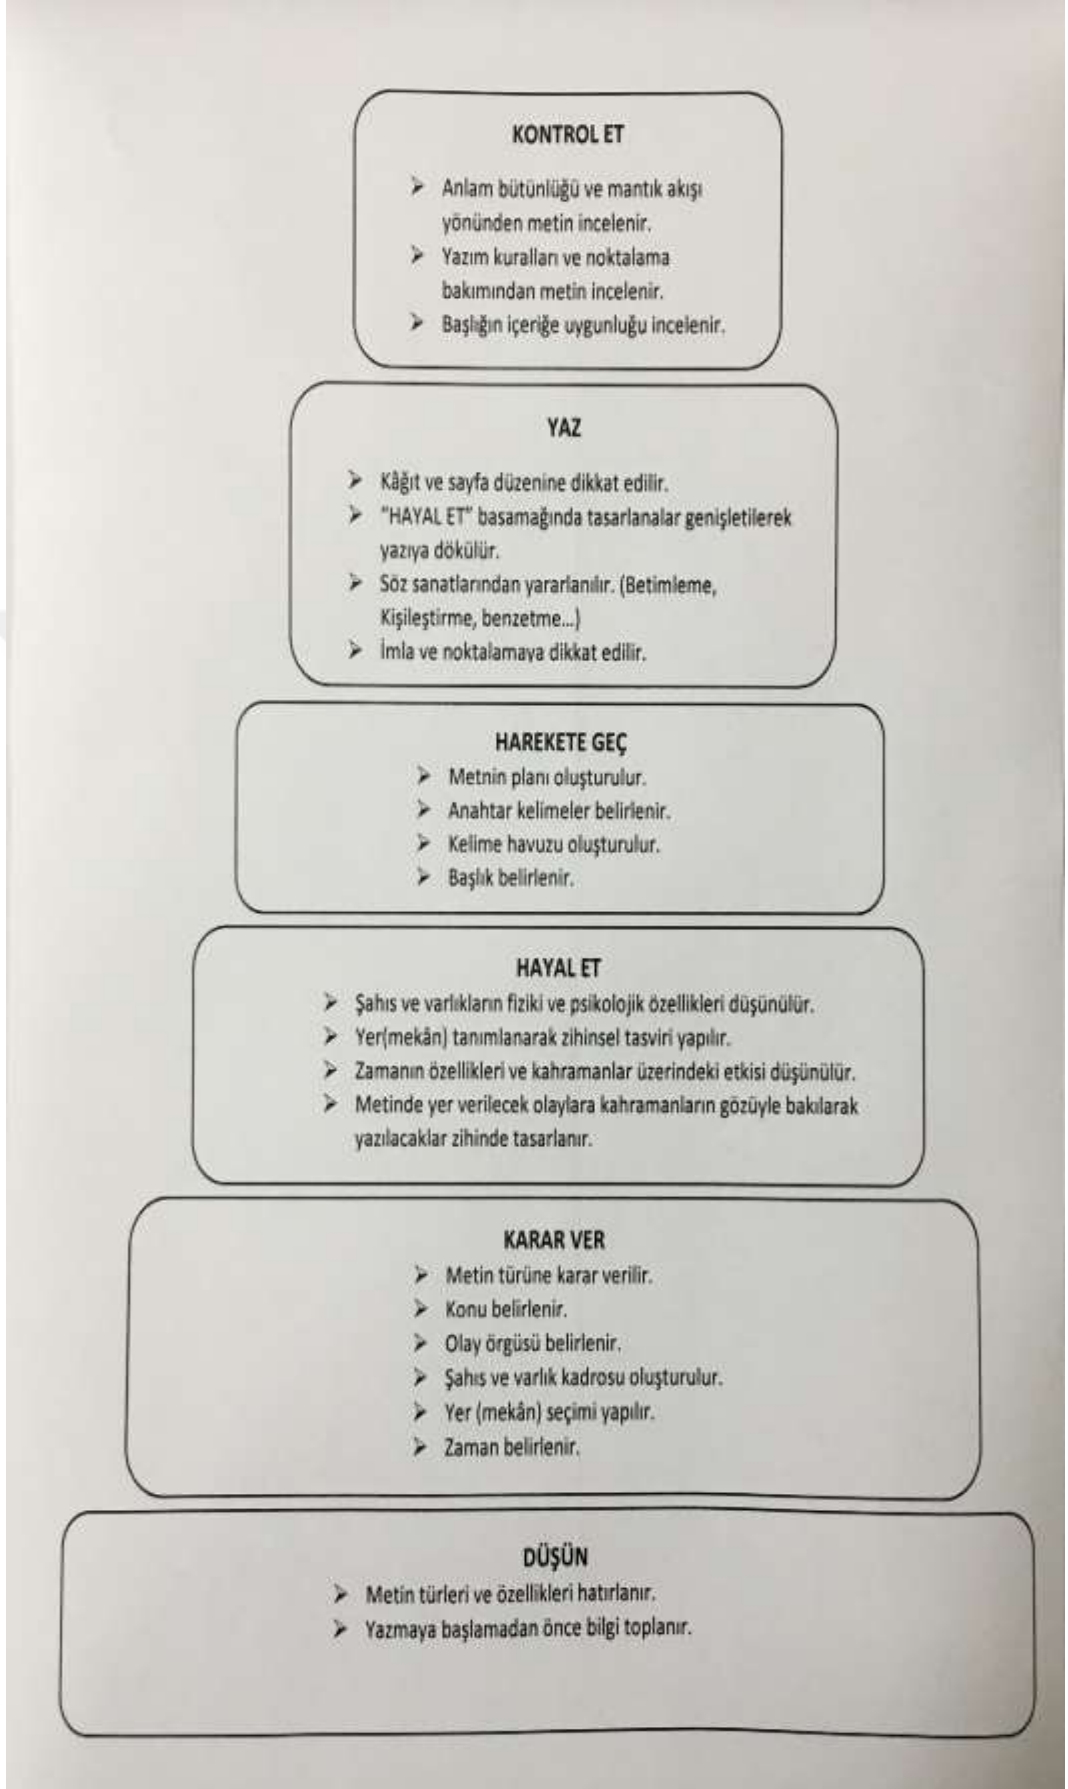 KONTROL ET
➤ Anlam bütünlüğü ve mantık akışı
yönünden metin incelenir.
➤ Yazım kuralları ve noktalama
bakımından metin incelenir.
➤ Başlığın içeriğe uygunluğu incelenir.
YAZ
➤ Kâğıt ve sayfa düzenine dikkat edilir.
➤ "HAYAL ET" basamağında tasarlanalar genişletilerek
yazıya dökülür.
➤ Söz sanatlarından yararlanılır. (Betimleme,
Kişileştirme, benzetme...)
➤ İmla ve noktalamaya dikkat edilir.
HAREKETE GEÇ
➤ Metnin planı oluşturulur.
➤ Anahtar kelimeler belirlenir.
➤ Kelime havuzu oluşturulur.
➤ Başlık belirlenir.
HAYAL ET
➤ Şahıs ve varlıkların fiziki ve psikolojik özellikleri düşünülür.
➤ Yer(mekân) tanımlanarak zihinsel tasviri yapılır.
➤ Zamanın özellikleri ve kahramanlar üzerindeki etkisi düşünülür.
➤ Metinde yer verilecek olaylara kahramanların gözüyle bakılarak
yazılacaklar zihinde tasarlanır.
KARAR VER
➤ Metin türüne karar verilir.
➤ Konu belirlenir.
➤ Olay örgüsü belirlenir.
➤ Şahıs ve varlık kadrosu oluşturulur.
➤ Yer (mekân) seçimi yapılır.
➤ Zaman belirlenir.
DÜŞÜN
➤ Metin türleri ve özellikleri hatırlanır.
➤ Yazmaya başlamadan önce bilgi toplanır.